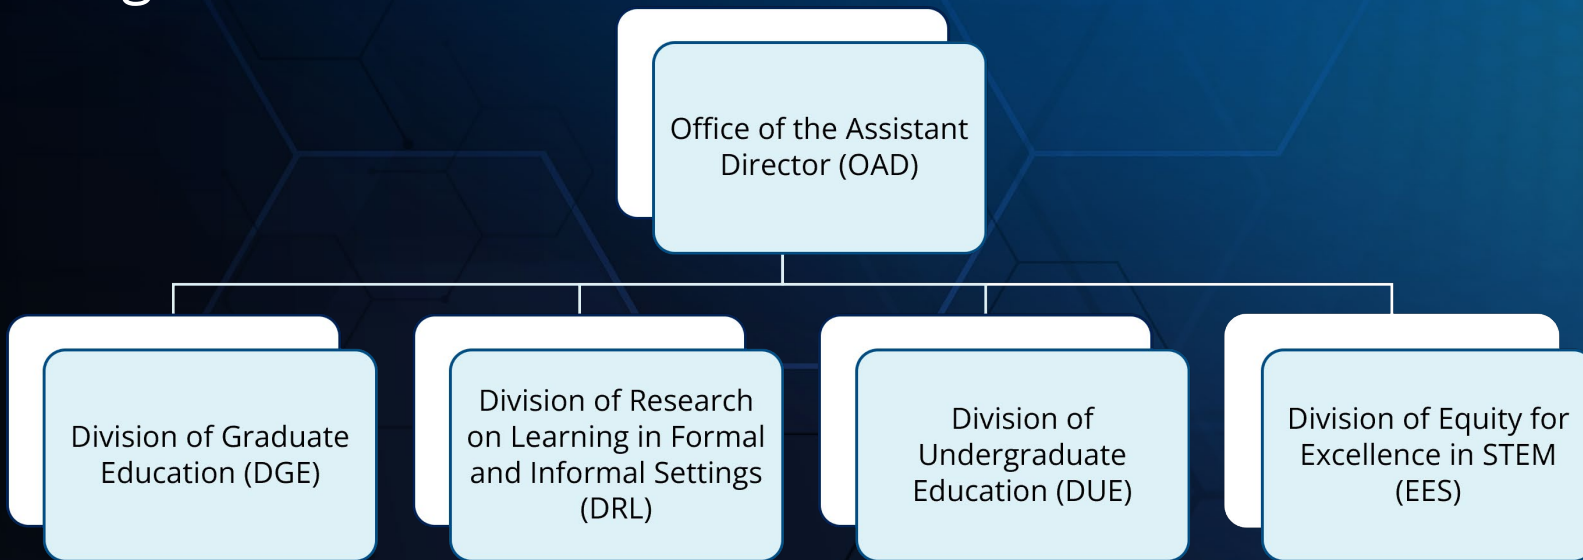 Office of the Assistant
Director (OAD)
Division of Graduate
Education (DGE)
Division of Research
on Learning in Formal
and Informal Settings
(DRL)
Division of
Undergraduate
Education (DUE)
Division of Equity for
Excellence in STEM
(EES)